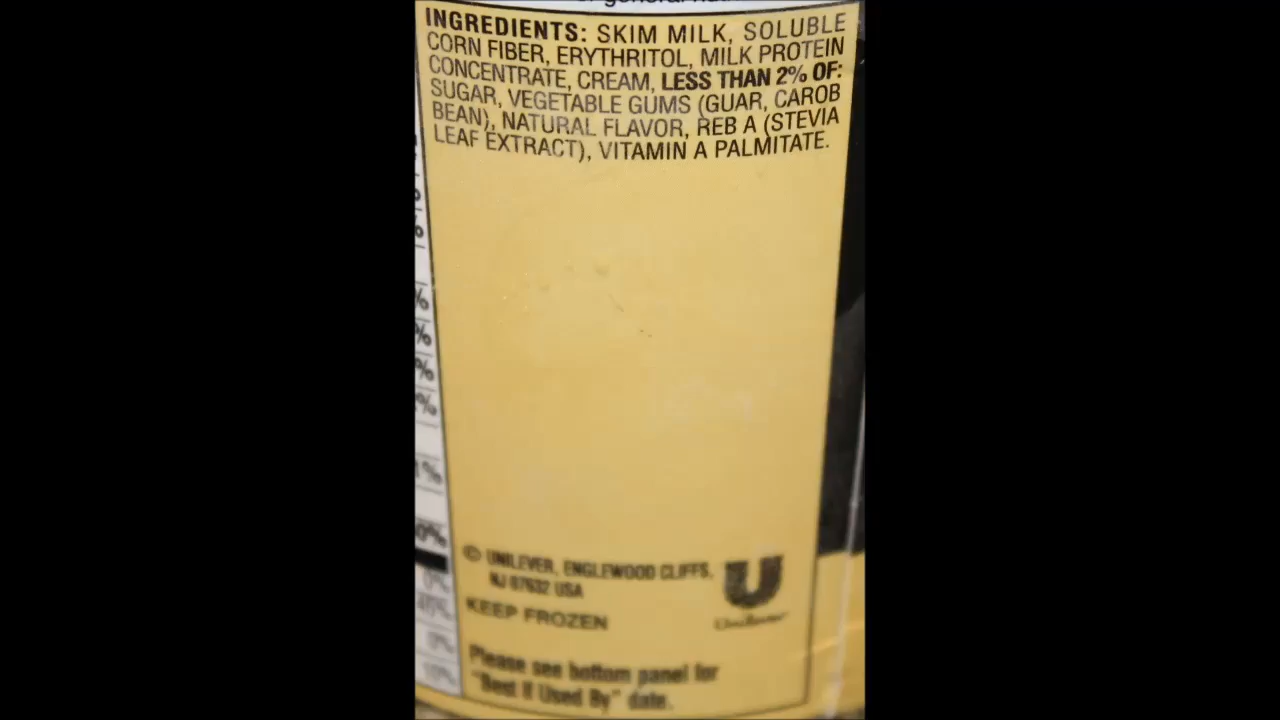 INGREDIENTS: SKIM MILK, SOLUBLE
CORN FIBER, ERYTHRITOL, MILK PROTEIN
CONCENTRATE, CREAM, LESS THAN 2% OF:
SUGAR, VEGETABLE GUMS (GUAR, CAROB
BEAN), NATURAL FLAVOR, REB A (STEVIA
LEAF EXTRACT), VITAMIN A PALMITATE.
© UNILEVER, ENGLEWOOD CLIFFS,
NJ 07632 USA
KEEP FROZEN
Unilever
Please see bottom panel for
"Best If Used By" date.